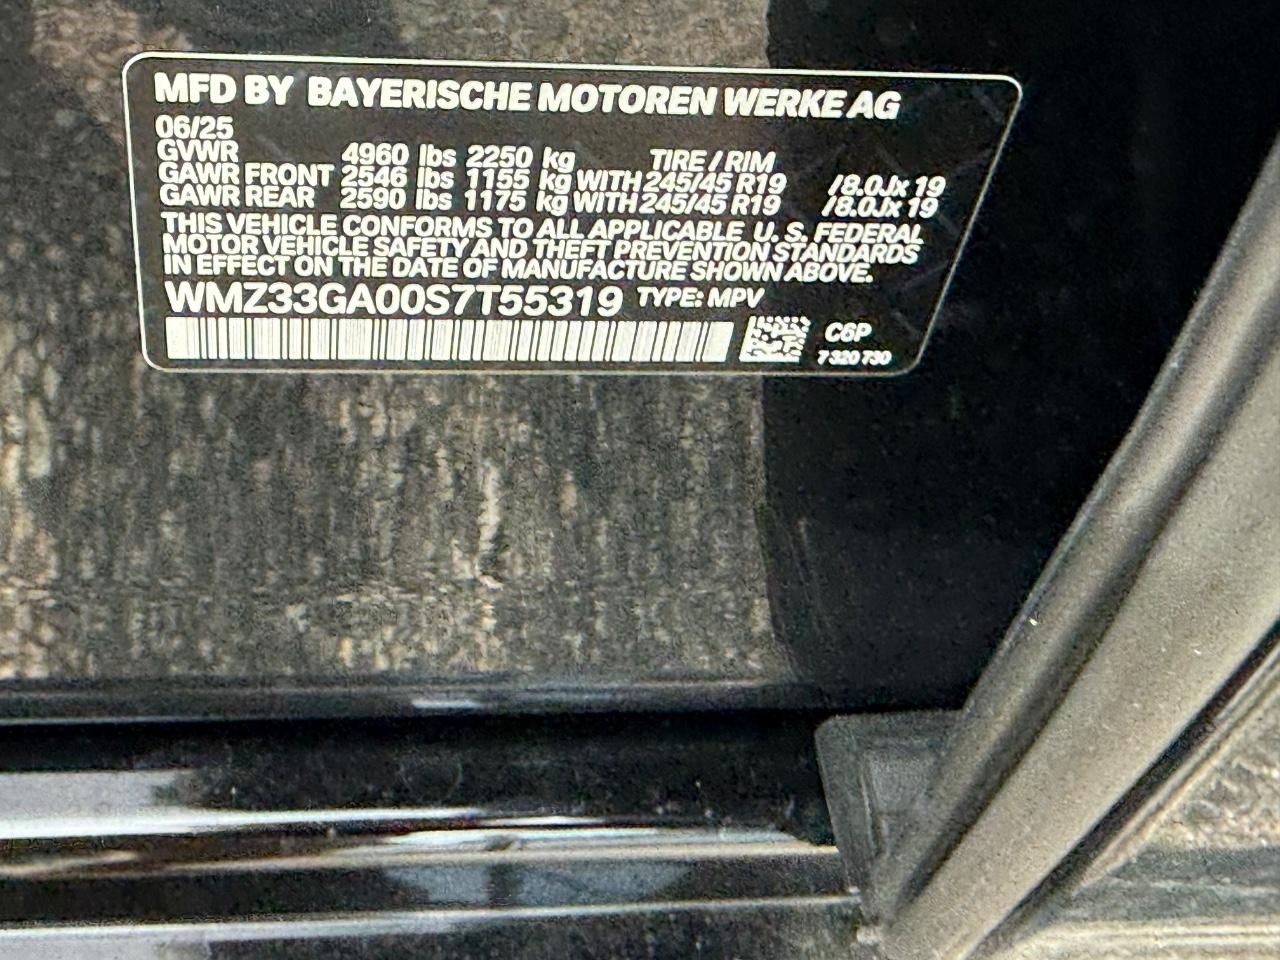 MFD BY BAYERISCHE MOTOREN WERKE AG
06/25
GVWR 4960 lbs 2250 kg TIRE / RIM
GAWR FRONT 2546 lbs 1155 kg WITH 245/45 R19 /8.0Jx 19
GAWR REAR 2590 lbs 1175 kg WITH 245/45 R19 /8.0Jx 19
THIS VEHICLE CONFORMS TO ALL APPLICABLE U. S. FEDERAL
MOTOR VEHICLE SAFETY AND THEFT PREVENTION STANDARDS
IN EFFECT ON THE DATE OF MANUFACTURE SHOWN ABOVE.
WMZ33GA00S7T55319 TYPE: MPV
C6P
7 320 730